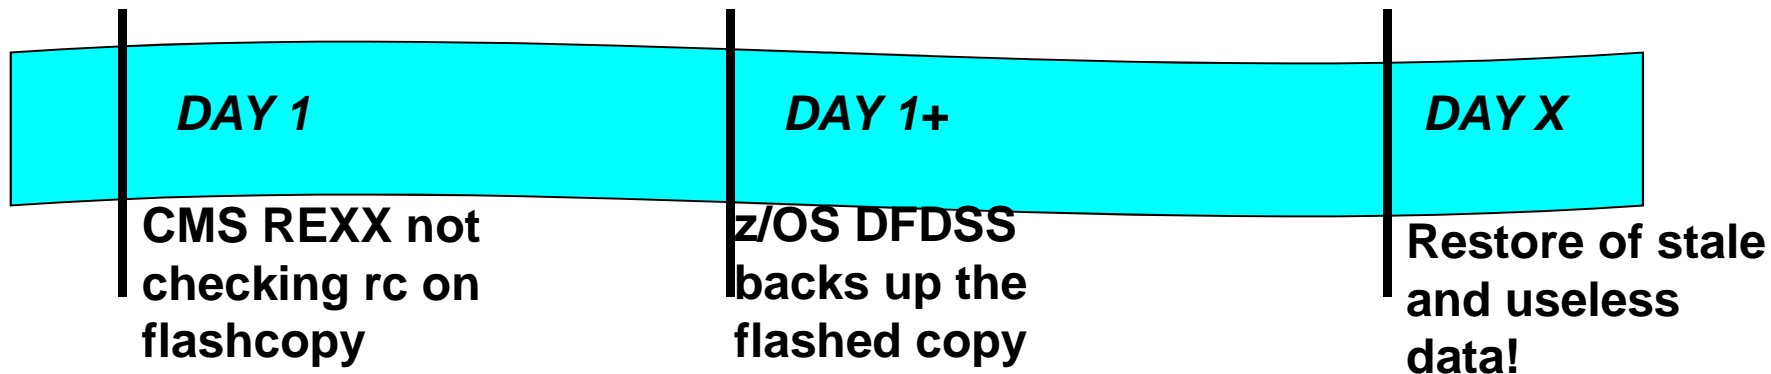 DAY 1
CMS REXX not
checking rc on
flashcopy
DAY 1+
z/OS DFDSS
backs up the
flashed copy
DAY X
Restore of stale
and useless
data!